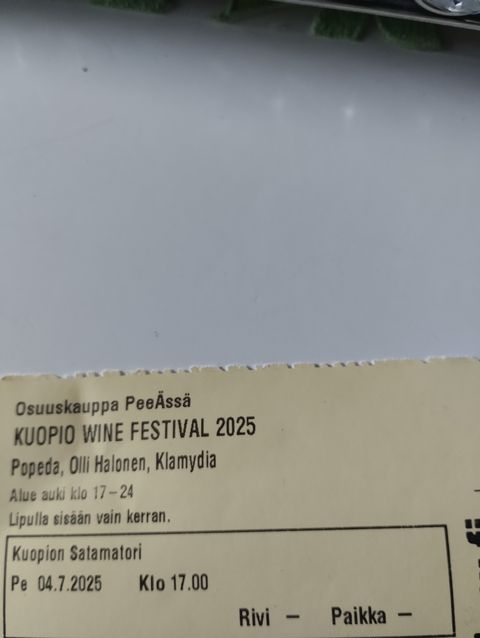 Osuuskauppa PeeÄssä
KUOPIO WINE FESTIVAL 2025
Popeda, Olli Halonen, Klamydia
Alue auki klo 17–24
Lipulla sisään vain kerran.
Kuopion Satamatori
Pe 04.7.2025 Klo 17.00
Rivi – Paikka –